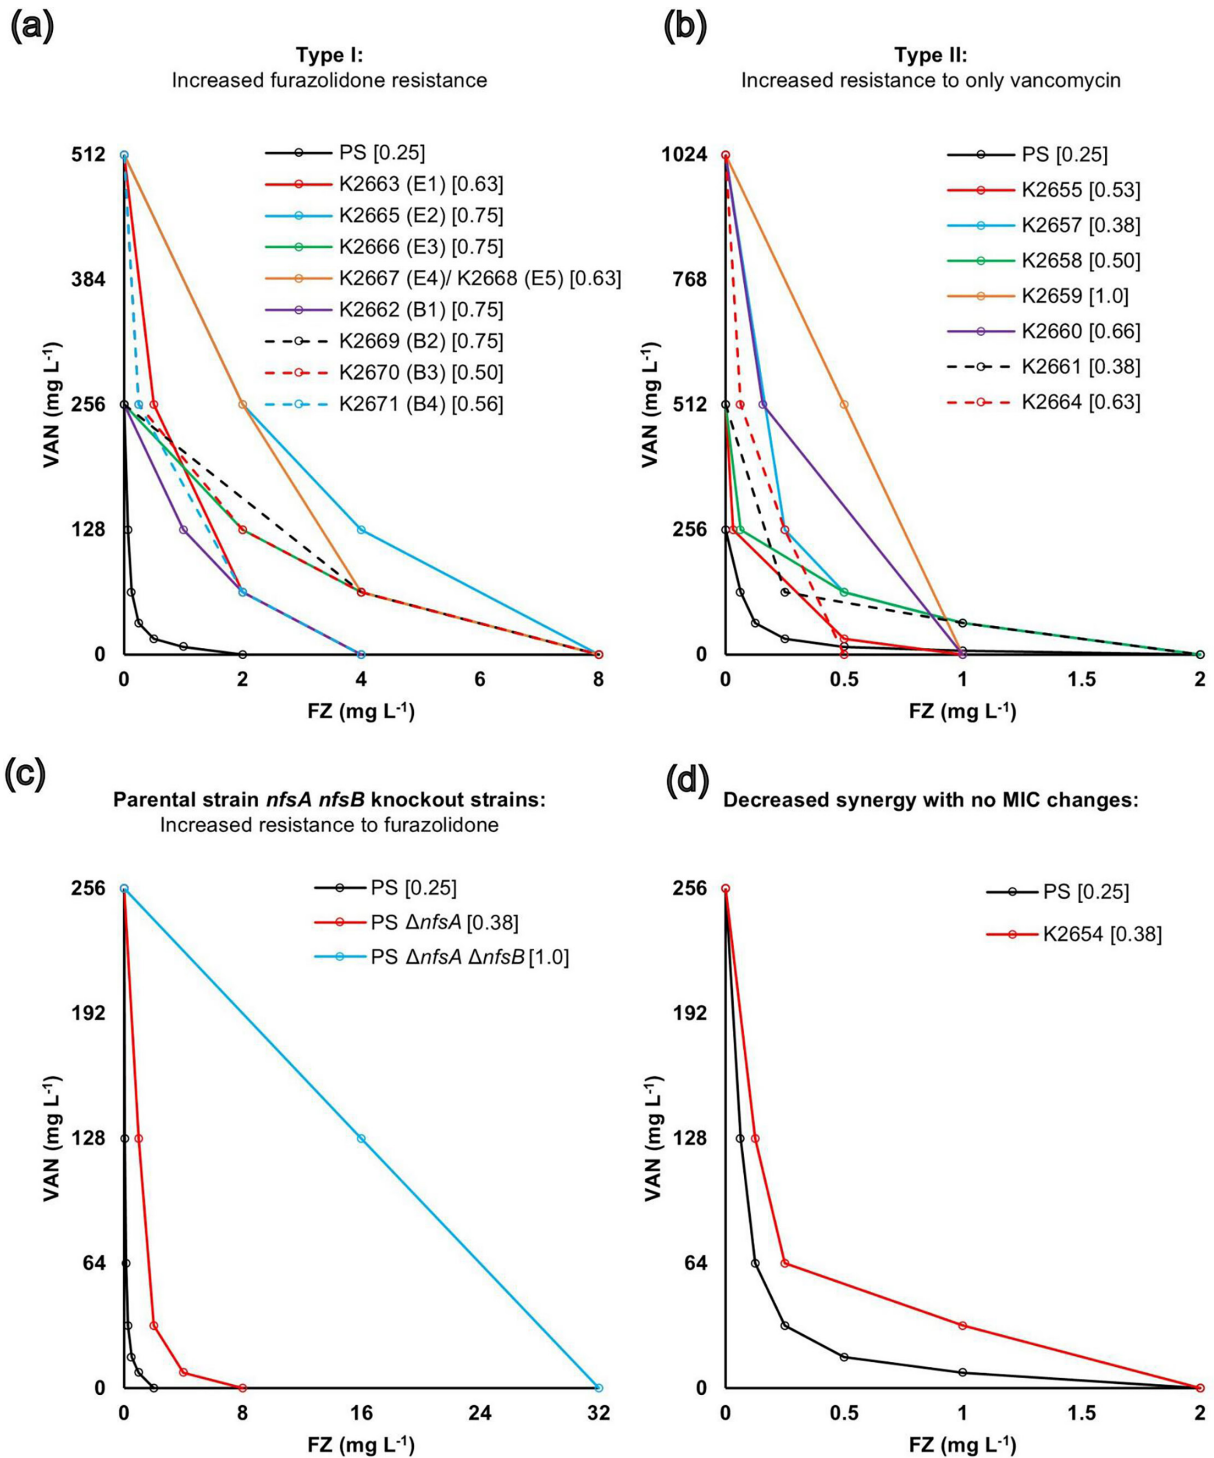 (a)
Type I:
Increased furazolidone resistance
PS [0.25]
K2663 (E1) [0.63]
K2665 (E2) [0.75]
K2666 (E3) [0.75]
K2667 (E4)/ K2668 (E5) [0.63]
K2662 (B1) [0.75]
K2669 (B2) [0.75]
K2670 (B3) [0.50]
K2671 (B4) [0.56]
VAN (mg L⁻¹)
512
384
256
128
0
0 2 4 6 8
FZ (mg L⁻¹)
(b)
Type II:
Increased resistance to only vancomycin
PS [0.25]
K2655 [0.53]
K2657 [0.38]
K2658 [0.50]
K2659 [1.0]
K2660 [0.66]
K2661 [0.38]
K2664 [0.63]
VAN (mg L⁻¹)
1024
768
512
256
0
0 0.5 1 1.5 2
FZ (mg L⁻¹)
(c)
Parental strain nfsA nfsB knockout strains:
Increased resistance to furazolidone
PS [0.25]
PS ΔnfsA [0.38]
PS ΔnfsA ΔnfsB [1.0]
VAN (mg L⁻¹)
256
192
128
64
0
0 8 16 24 32
FZ (mg L⁻¹)
(d)
Decreased synergy with no MIC changes:
PS [0.25]
K2654 [0.38]
VAN (mg L⁻¹)
256
192
128
64
0
0 0.5 1 1.5 2
FZ (mg L⁻¹)